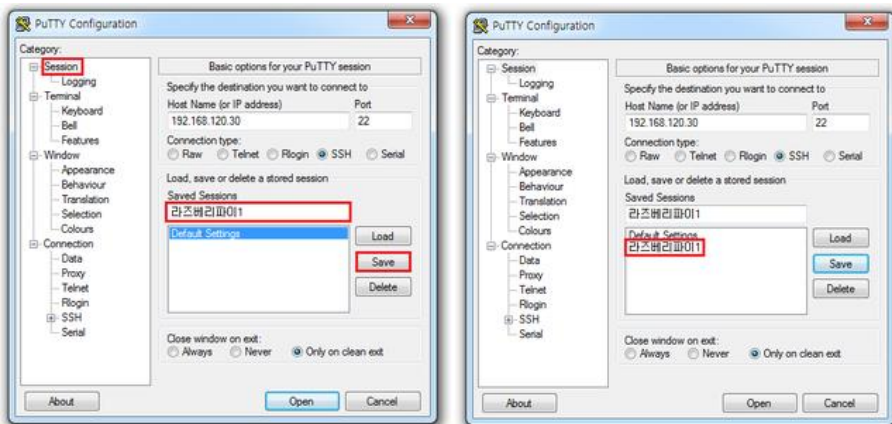 PuTTY Configuration
Category:
Session
Logging
Terminal
Keyboard
Bell
Features
Window
Appearance
Behaviour
Translation
Selection
Colours
Connection
Data
Proxy
Telnet
Rlogin
SSH
Serial
Basic options for your PuTTY session
Specify the destination you want to connect to
Host Name (or IP address) Port
192.168.120.30 22
Connection type:
Raw Telnet Rlogin SSH Serial
Load, save or delete a stored session
Saved Sessions
라즈베리파이1
Default Settings
Load
Save
Delete
Close window on exit:
Always Never Only on clean exit
About Open Cancel
PuTTY Configuration
Category:
Session
Logging
Terminal
Keyboard
Bell
Features
Window
Appearance
Behaviour
Translation
Selection
Colours
Connection
Data
Proxy
Telnet
Rlogin
SSH
Serial
Basic options for your PuTTY session
Specify the destination you want to connect to
Host Name (or IP address) Port
192.168.120.30 22
Connection type:
Raw Telnet Rlogin SSH Serial
Load, save or delete a stored session
Saved Sessions
라즈베리파이1
Default Settings
라즈베리파이1
Load
Save
Delete
Close window on exit:
Always Never Only on clean exit
About Open Cancel